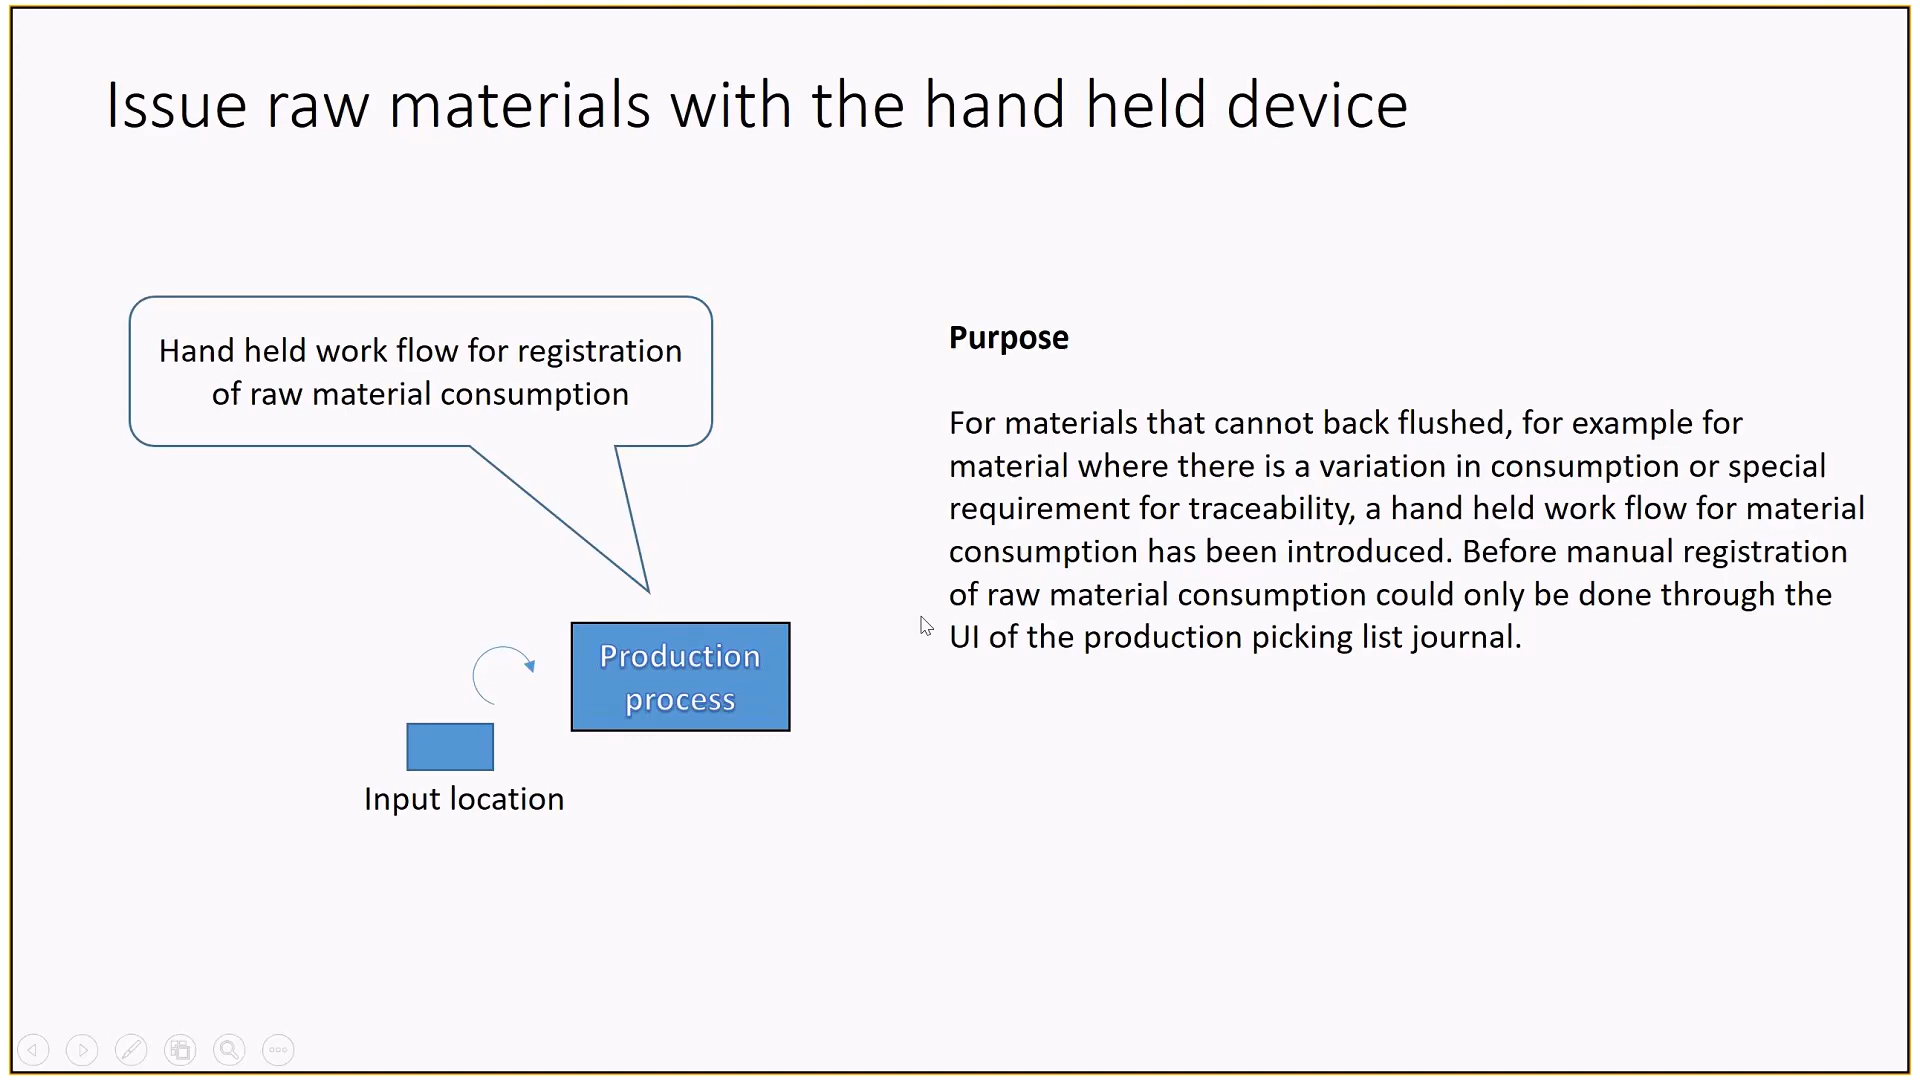 Issue raw materials with the hand held device
Hand held work flow for registration
of raw material consumption
Production
process
Input location
Purpose
For materials that cannot back flushed, for example for
material where there is a variation in consumption or special
requirement for traceability, a hand held work flow for material
consumption has been introduced. Before manual registration
of raw material consumption could only be done through the
UI of the production picking list journal.